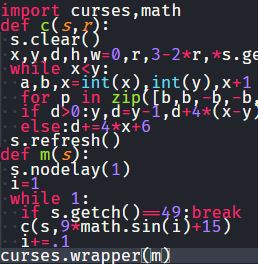 import curses,math
def c(s,r):
s.clear()
x,y,d,h,w=0,r,3-2*r,*s.ge
while x<y:
a,b,x=int(x),int(y),x+1
for p in zip([b,b,-b,-b,
if d>0:y,d=y-1,d+4*(x-y)
else:d+=4*x+6
s.refresh()
def m(s):
s.nodelay(1)
i=1
while 1:
if s.getch()==49:break
c(s,9*math.sin(i)+15)
i+=.1
curses.wrapper(m)